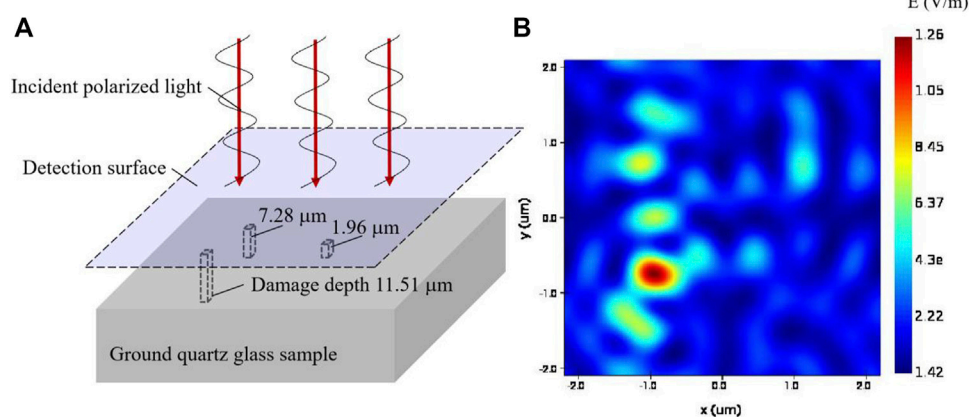 A
Incident polarized light
Detection surface
7.28 μm
1.96 μm
Damage depth 11.51 μm
Ground quartz glass sample
B
E (V/m)
2.0
1.0
0.0
-1.0
-2.0
y (um)
-2.0 -1.0 0.0 1.0 2.0
x (um)
1.26
1.05
8.45
6.37
4.3e
2.22
1.42